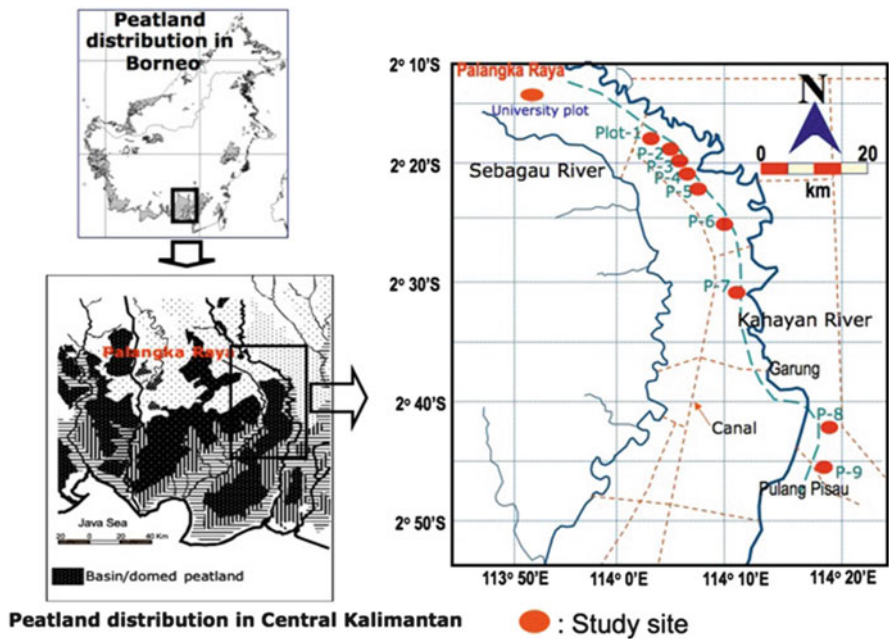 Peatland
distribution in
Borneo
Palangka Raya
Java Sea
20 0 20 40 Km
Basin/domed peatland
Peatland distribution in Central Kalimantan
2° 10'S
2° 20'S
2° 30'S
2° 40'S
2° 50'S
Palangka Raya
University plot
N
0 20
km
Plot-1
P-2
P-3
P-4
P-5
P-6
P-7
P-8
P-9
Sebagau River
Kahayan River
Garung
Canal
Pulang Pisau
113° 50'E
114° 0'E
114° 10'E
114° 20'E
: Study site